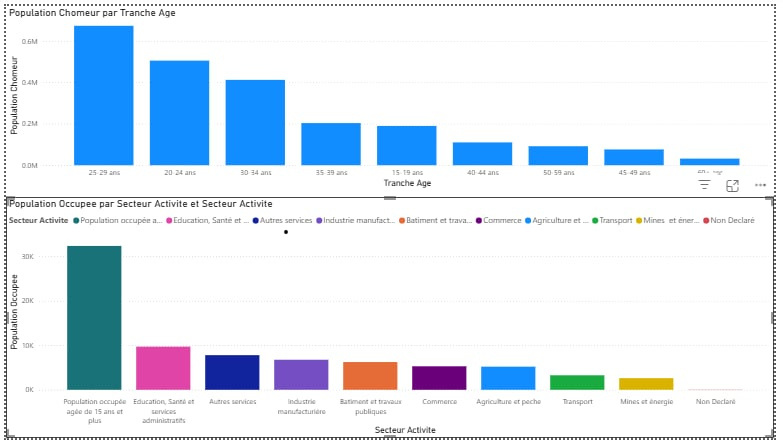 Population Chomeur par Tranche Age
Population Chomeur
0.6M
0.4M
0.2M
0.0M
25-29 ans 20-24 ans 30-34 ans 35-39 ans 15-19 ans 40-44 ans 50-59 ans 45-49 ans
Tranche Age
Population Occupee par Secteur Activite et Secteur Activite
Secteur Activite Population occupée a... Education, Santé et ... Autres services Industrie manufact... Batiment et trava... Commerce Agriculture et ... Transport Mines et éner... Non Declaré
Population Occupee
30K
20K
10K
0K
Population occupée Education, Santé et Autres services Industrie Batiment et travaux Commerce Agriculture et peche Transport Mines et énergie Non Declaré
agée de 15 ans et services manufacturière publiques
plus administratifs
Secteur Activite